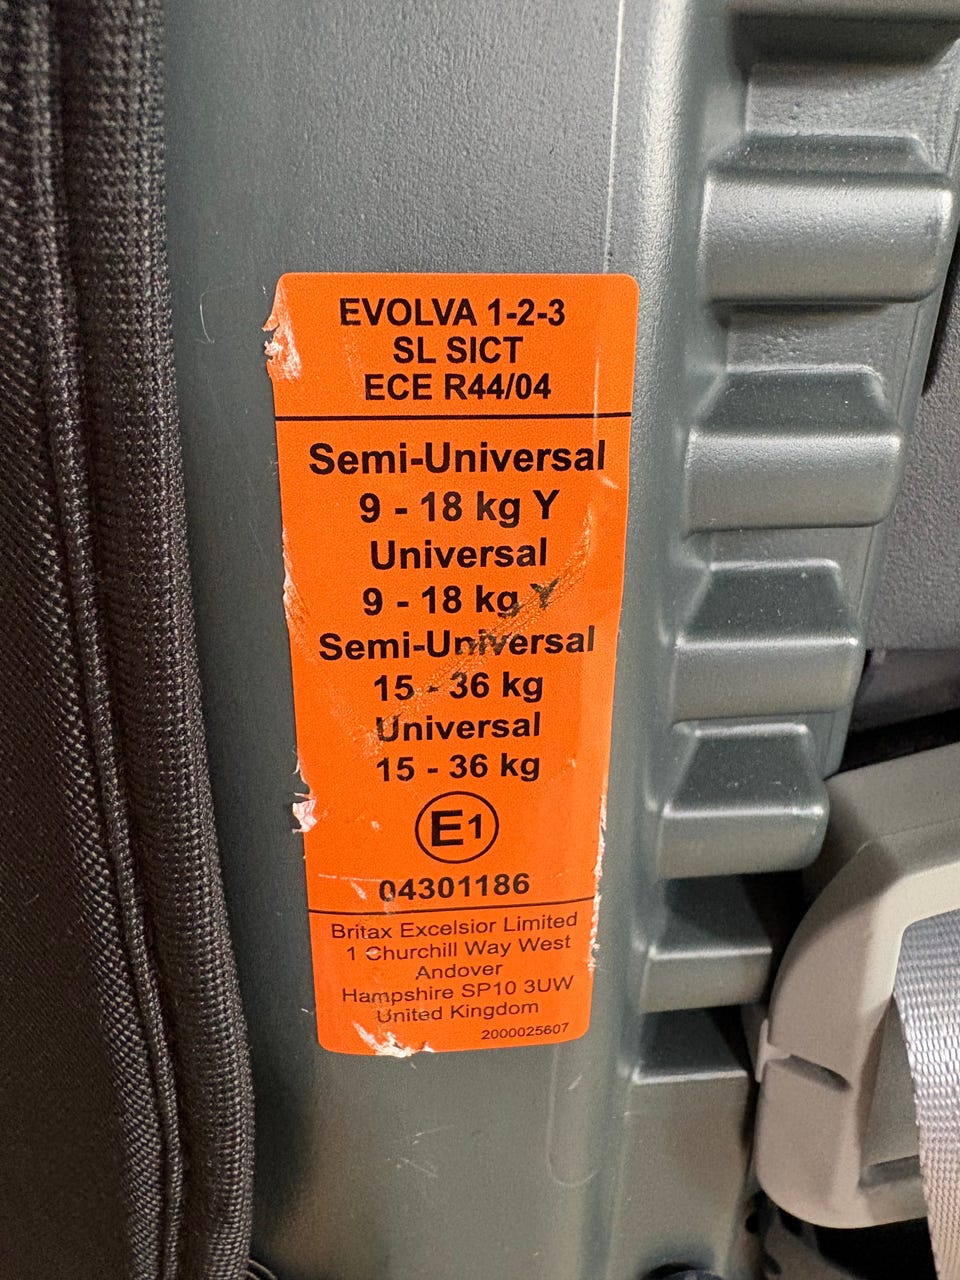 EVOLVA 1-2-3
SL SICT
ECE R44/04
Semi-Universal
9 - 18 kg Y
Universal
9 - 18 kg Y
Semi-Universal
15 - 36 kg
Universal
15 - 36 kg
E1
04301186
Britax Excelsior Limited
1 Churchill Way West
Andover
Hampshire SP10 3UW
United Kingdom
2000025607